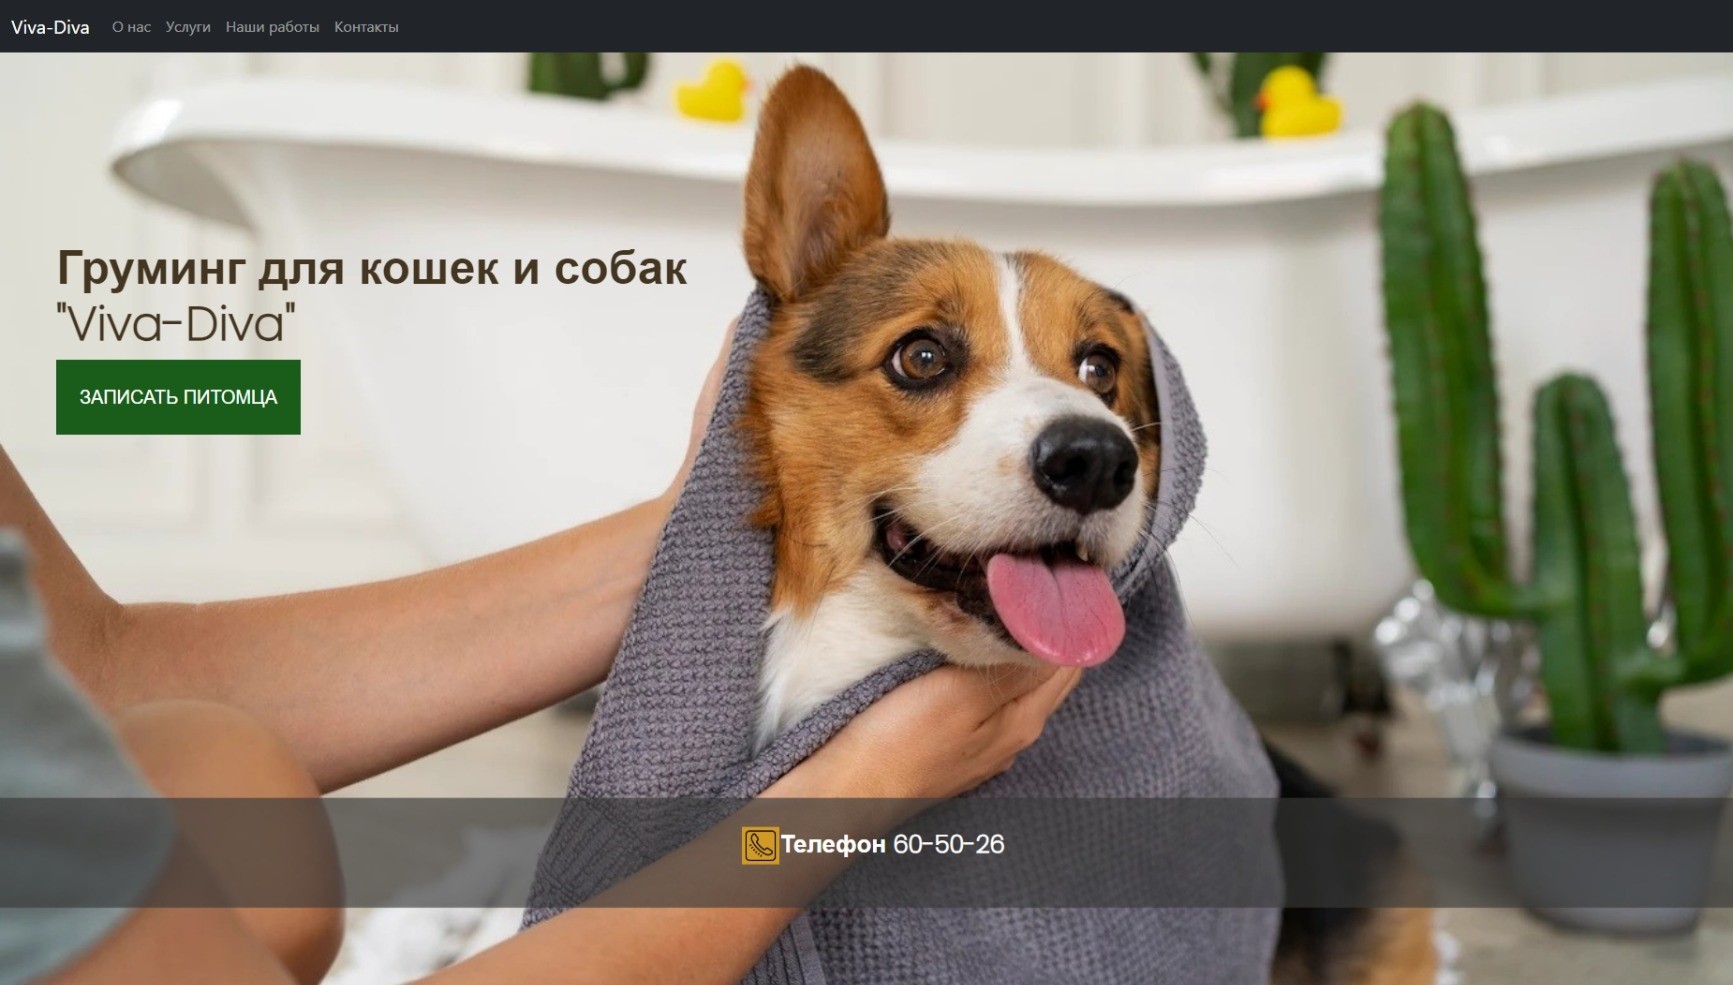 Viva-Diva О нас Услуги Наши работы Контакты
Груминг для кошек и собак
"Viva-Diva"
ЗАПИСАТЬ ПИТОМЦА
Телефон 60-50-26